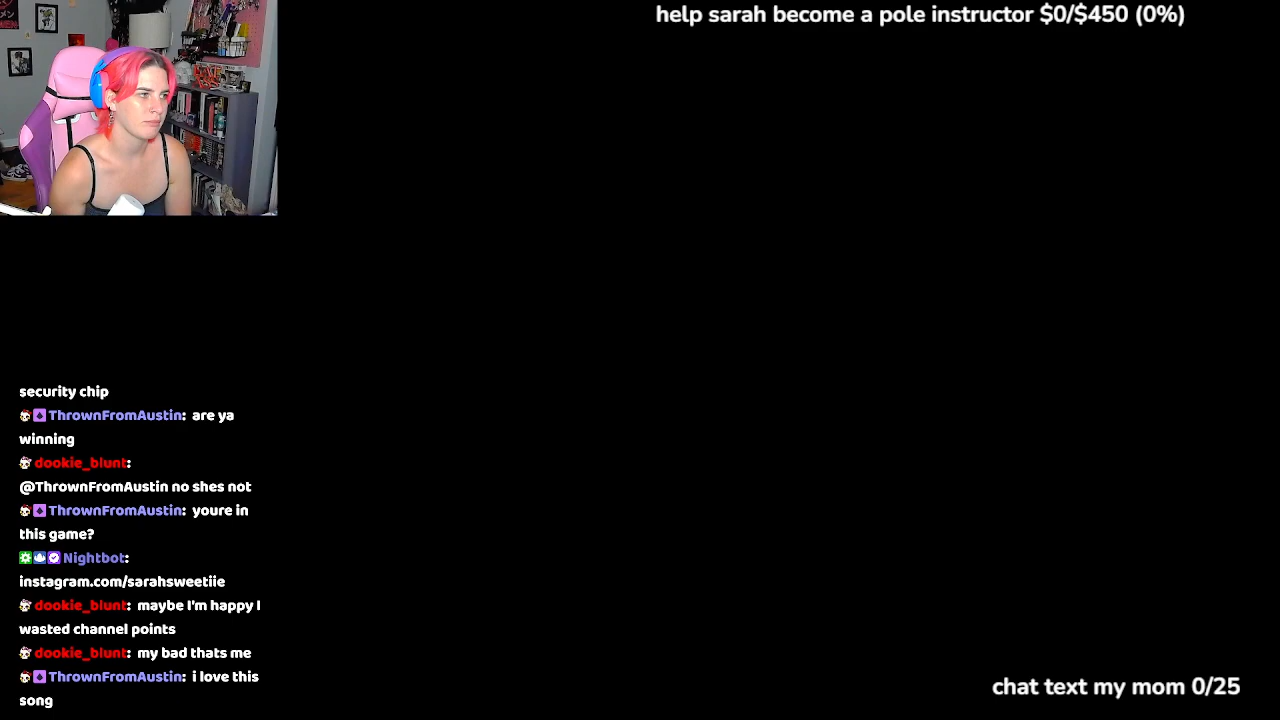 help sarah become a pole instructor $0/$450 (0%)
security chip
ThrownFromAustin: are ya
winning
dookie_blunt:
@ThrownFromAustin no shes not
ThrownFromAustin: youre in
this game?
Nightbot:
instagram.com/sarahsweetiie
dookie_blunt: maybe I'm happy I
wasted channel points
dookie_blunt: my bad thats me
ThrownFromAustin: i love this
song
chat text my mom 0/25